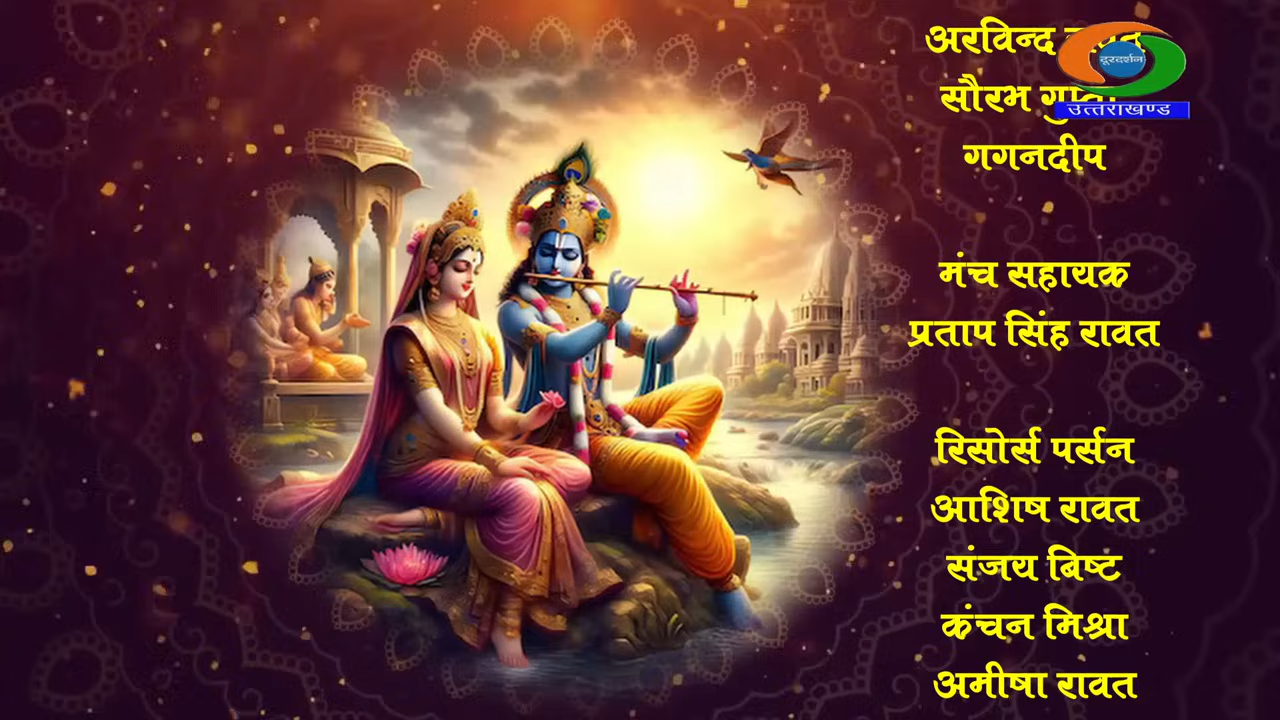 अरविन्द
सौरभ गुप्ता
गगनदीप
दूरदर्शन
उत्तराखण्ड
मंच सहायक
प्रताप सिंह रावत
रिसोर्स पर्सन
आशिष रावत
संजय बिष्ट
कंचन मिश्रा
अमीषा रावत